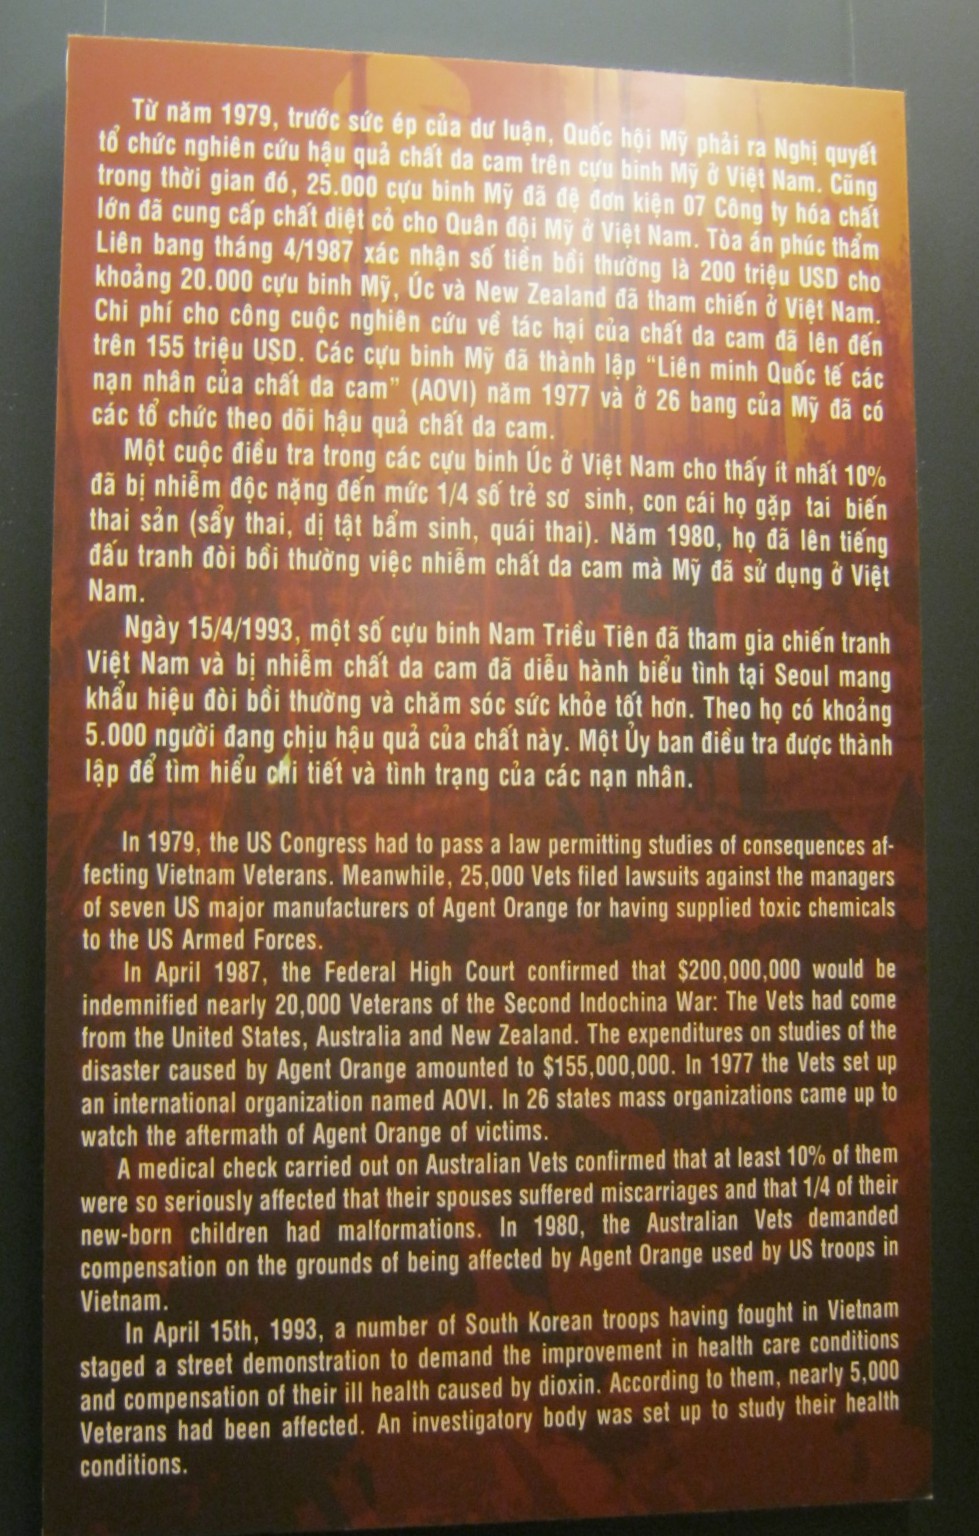 Từ năm 1979, trước sức ép của dư luận, Quốc hội Mỹ phải ra Nghị quyết
tổ chức nghiên cứu hậu quả chất da cam trên cựu binh Mỹ ở Việt Nam. Cũng
trong thời gian đó, 25.000 cựu binh Mỹ đã đệ đơn kiện 07 Công ty hóa chất
lớn đã cung cấp chất diệt cỏ cho Quân đội Mỹ ở Việt Nam. Tòa án phúc thẩm
Liên bang tháng 4/1987 xác nhận số tiền bồi thường là 200 triệu USD cho
khoảng 20.000 cựu binh Mỹ, Úc và New Zealand đã tham chiến ở Việt Nam.
Chi phí cho công cuộc nghiên cứu về tác hại của chất da cam đã lên đến
trên 155 triệu USD. Các cựu binh Mỹ đã thành lập “Liên minh Quốc tế các
nạn nhân của chất da cam” (AOVI) năm 1977 và ở 26 bang của Mỹ đã có
các tổ chức theo dõi hậu quả chất da cam.
Một cuộc điều tra trong các cựu binh Úc ở Việt Nam cho thấy ít nhất 10%
đã bị nhiễm độc nặng đến mức 1/4 số trẻ sơ sinh, con cái họ gặp tai biến
thai sản (sẩy thai, dị tật bẩm sinh, quái thai). Năm 1980, họ đã lên tiếng
đấu tranh đòi bồi thường việc nhiễm chất da cam mà Mỹ đã sử dụng ở Việt
Nam.
Ngày 15/4/1993, một số cựu binh Nam Triều Tiên đã tham gia chiến tranh
Việt Nam và bị nhiễm chất da cam đã diễu hành biểu tình tại Seoul mang
khẩu hiệu đòi bồi thường và chăm sóc sức khỏe tốt hơn. Theo họ có khoảng
5.000 người đang chịu hậu quả của chất này. Một Ủy ban điều tra được thành
lập để tìm hiểu chi tiết và tình trạng của các nạn nhân.
In 1979, the US Congress had to pass a law permitting studies of consequences af-
fecting Vietnam Veterans. Meanwhile, 25,000 Vets filed lawsuits against the managers
of seven US major manufacturers of Agent Orange for having supplied toxic chemicals
to the US Armed Forces.
In April 1987, the Federal High Court confirmed that $200,000,000 would be
indemnified nearly 20,000 Veterans of the Second Indochina War: The Vets had come
from the United States, Australia and New Zealand. The expenditures on studies of the
disaster caused by Agent Orange amounted to $155,000,000. In 1977 the Vets set up
an international organization named AOVI. In 26 states mass organizations came up to
watch the aftermath of Agent Orange of victims.
A medical check carried out on Australian Vets confirmed that at least 10% of them
were so seriously affected that their spouses suffered miscarriages and that 1/4 of their
new-born children had malformations. In 1980, the Australian Vets demanded
compensation on the grounds of being affected by Agent Orange used by US troops in
Vietnam.
In April 15th, 1993, a number of South Korean troops having fought in Vietnam
staged a street demonstration to demand the improvement in health care conditions
and compensation of their ill health caused by dioxin. According to them, nearly 5,000
Veterans had been affected. An investigatory body was set up to study their health
conditions.